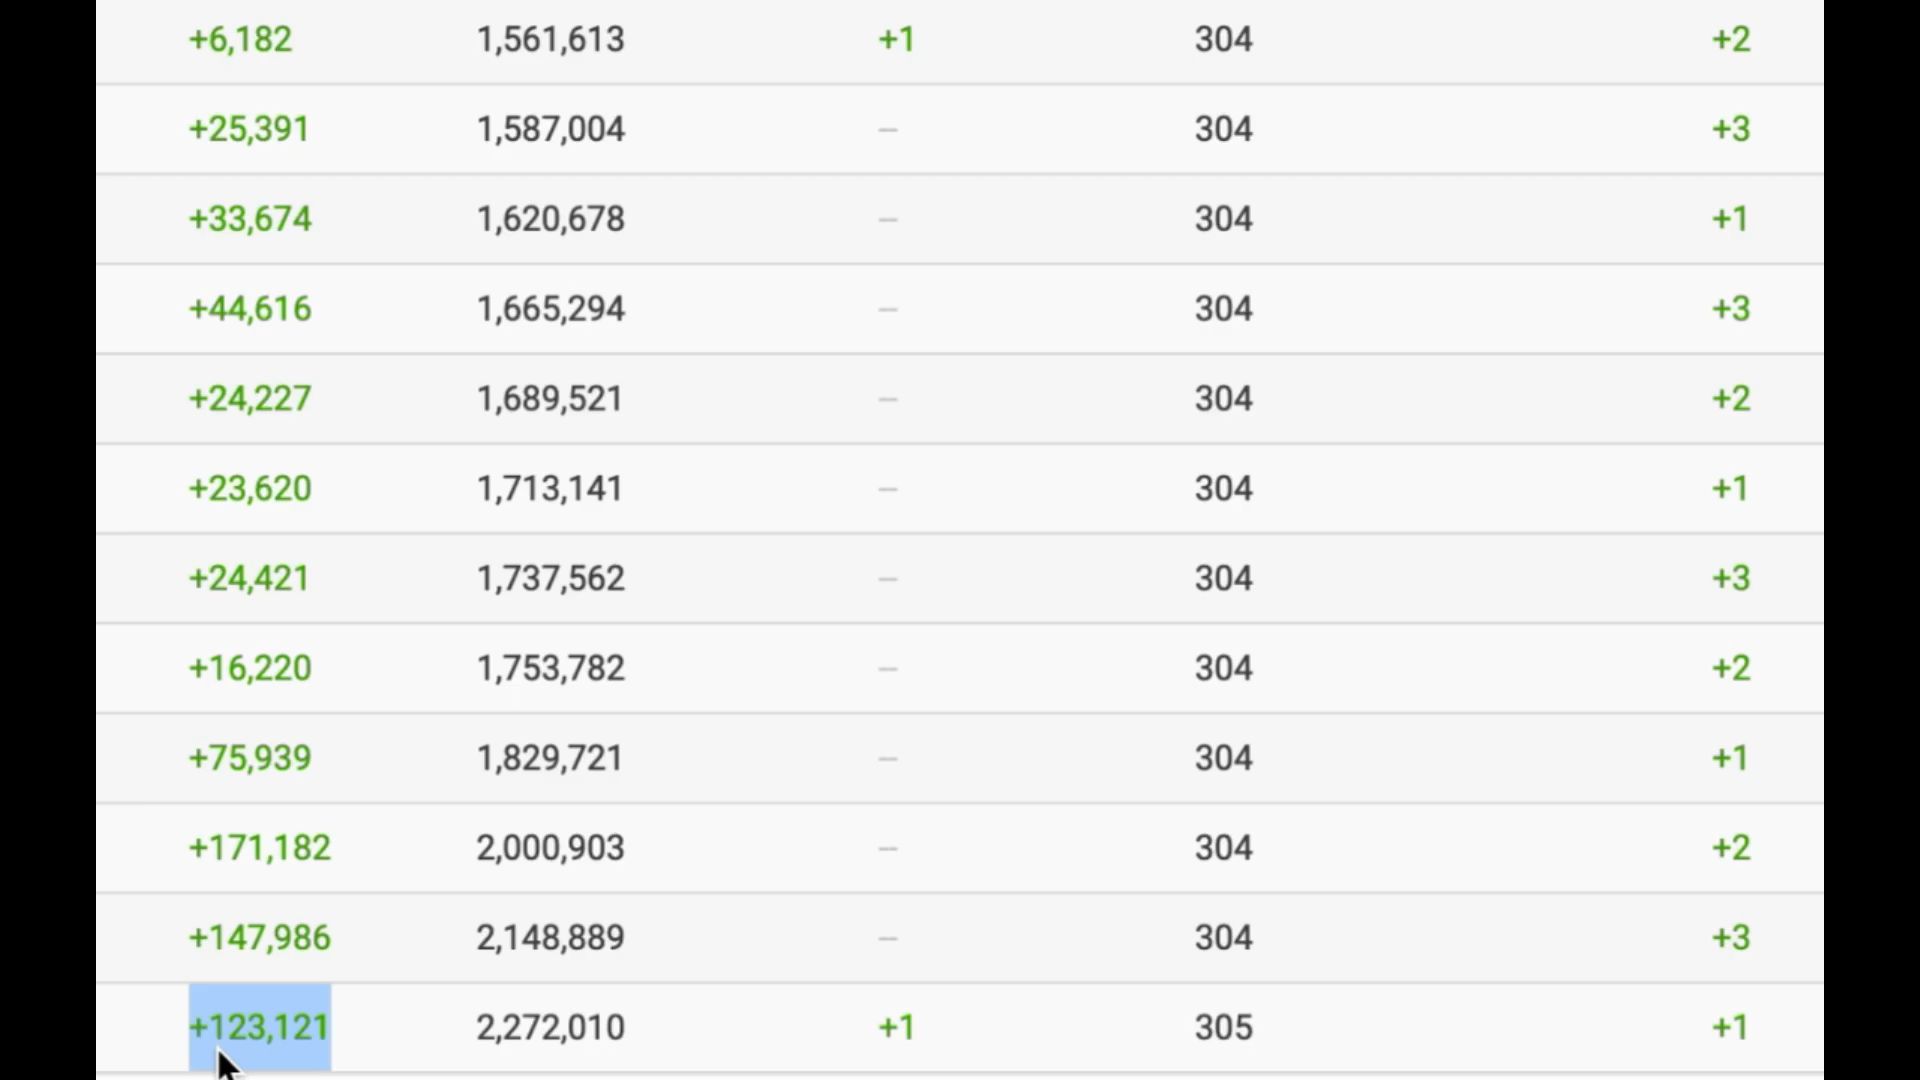 +6,182 1,561,613 +1 304 +2
+25,391 1,587,004 -- 304 +3
+33,674 1,620,678 -- 304 +1
+44,616 1,665,294 -- 304 +3
+24,227 1,689,521 -- 304 +2
+23,620 1,713,141 -- 304 +1
+24,421 1,737,562 -- 304 +3
+16,220 1,753,782 -- 304 +2
+75,939 1,829,721 -- 304 +1
+171,182 2,000,903 -- 304 +2
+147,986 2,148,889 -- 304 +3
+123,121 2,272,010 +1 305 +1